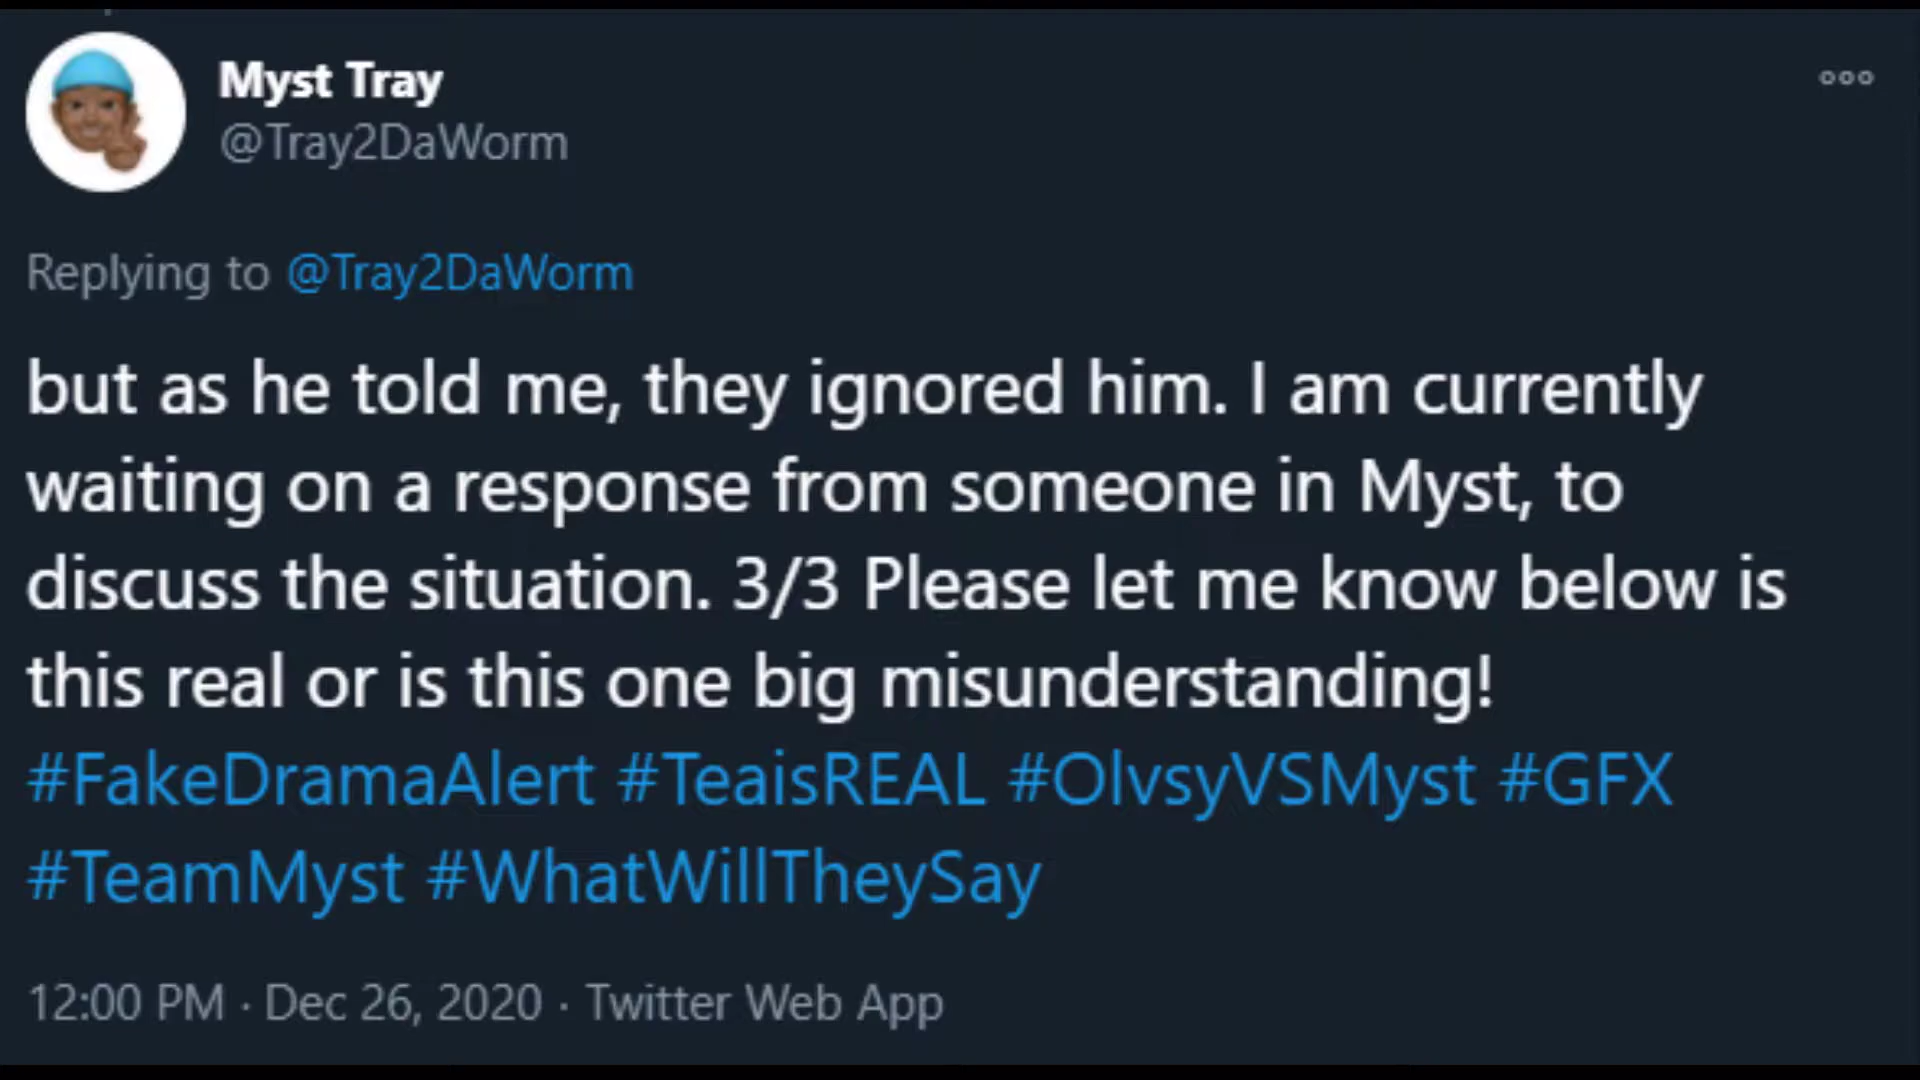 Myst Tray
@Tray2DaWorm
Replying to @Tray2DaWorm
but as he told me, they ignored him. I am currently
waiting on a response from someone in Myst, to
discuss the situation. 3/3 Please let me know below is
this real or is this one big misunderstanding!
#FakeDramaAlert #TeaisREAL #OlvsyVSMyst #GFX
#TeamMyst #WhatWillTheySay
12:00 PM · Dec 26, 2020 · Twitter Web App